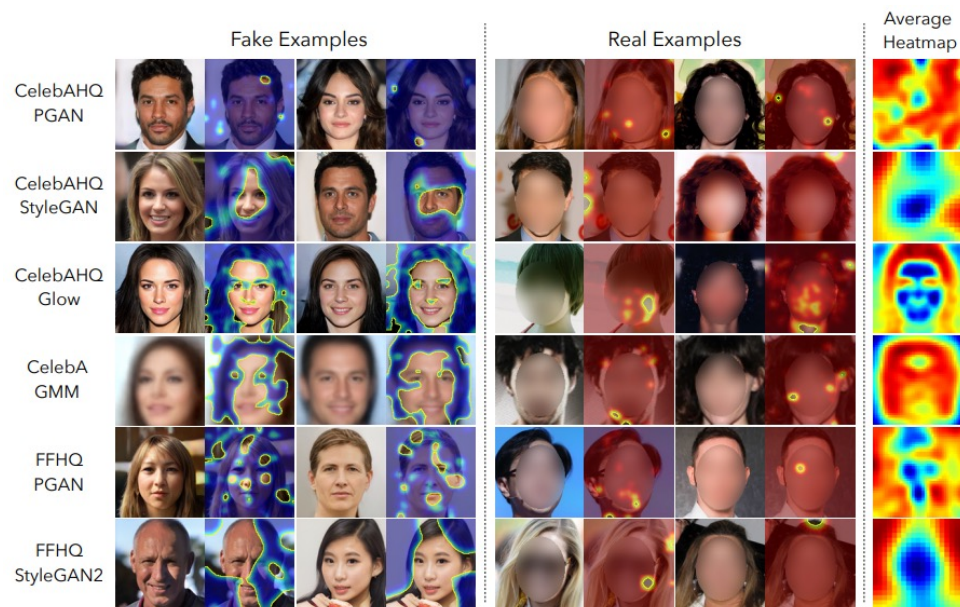 Fake Examples
Real Examples
Average
Heatmap
CelebAHQ
PGAN
CelebAHQ
StyleGAN
CelebAHQ
Glow
CelebA
GMM
FFHQ
PGAN
FFHQ
StyleGAN2